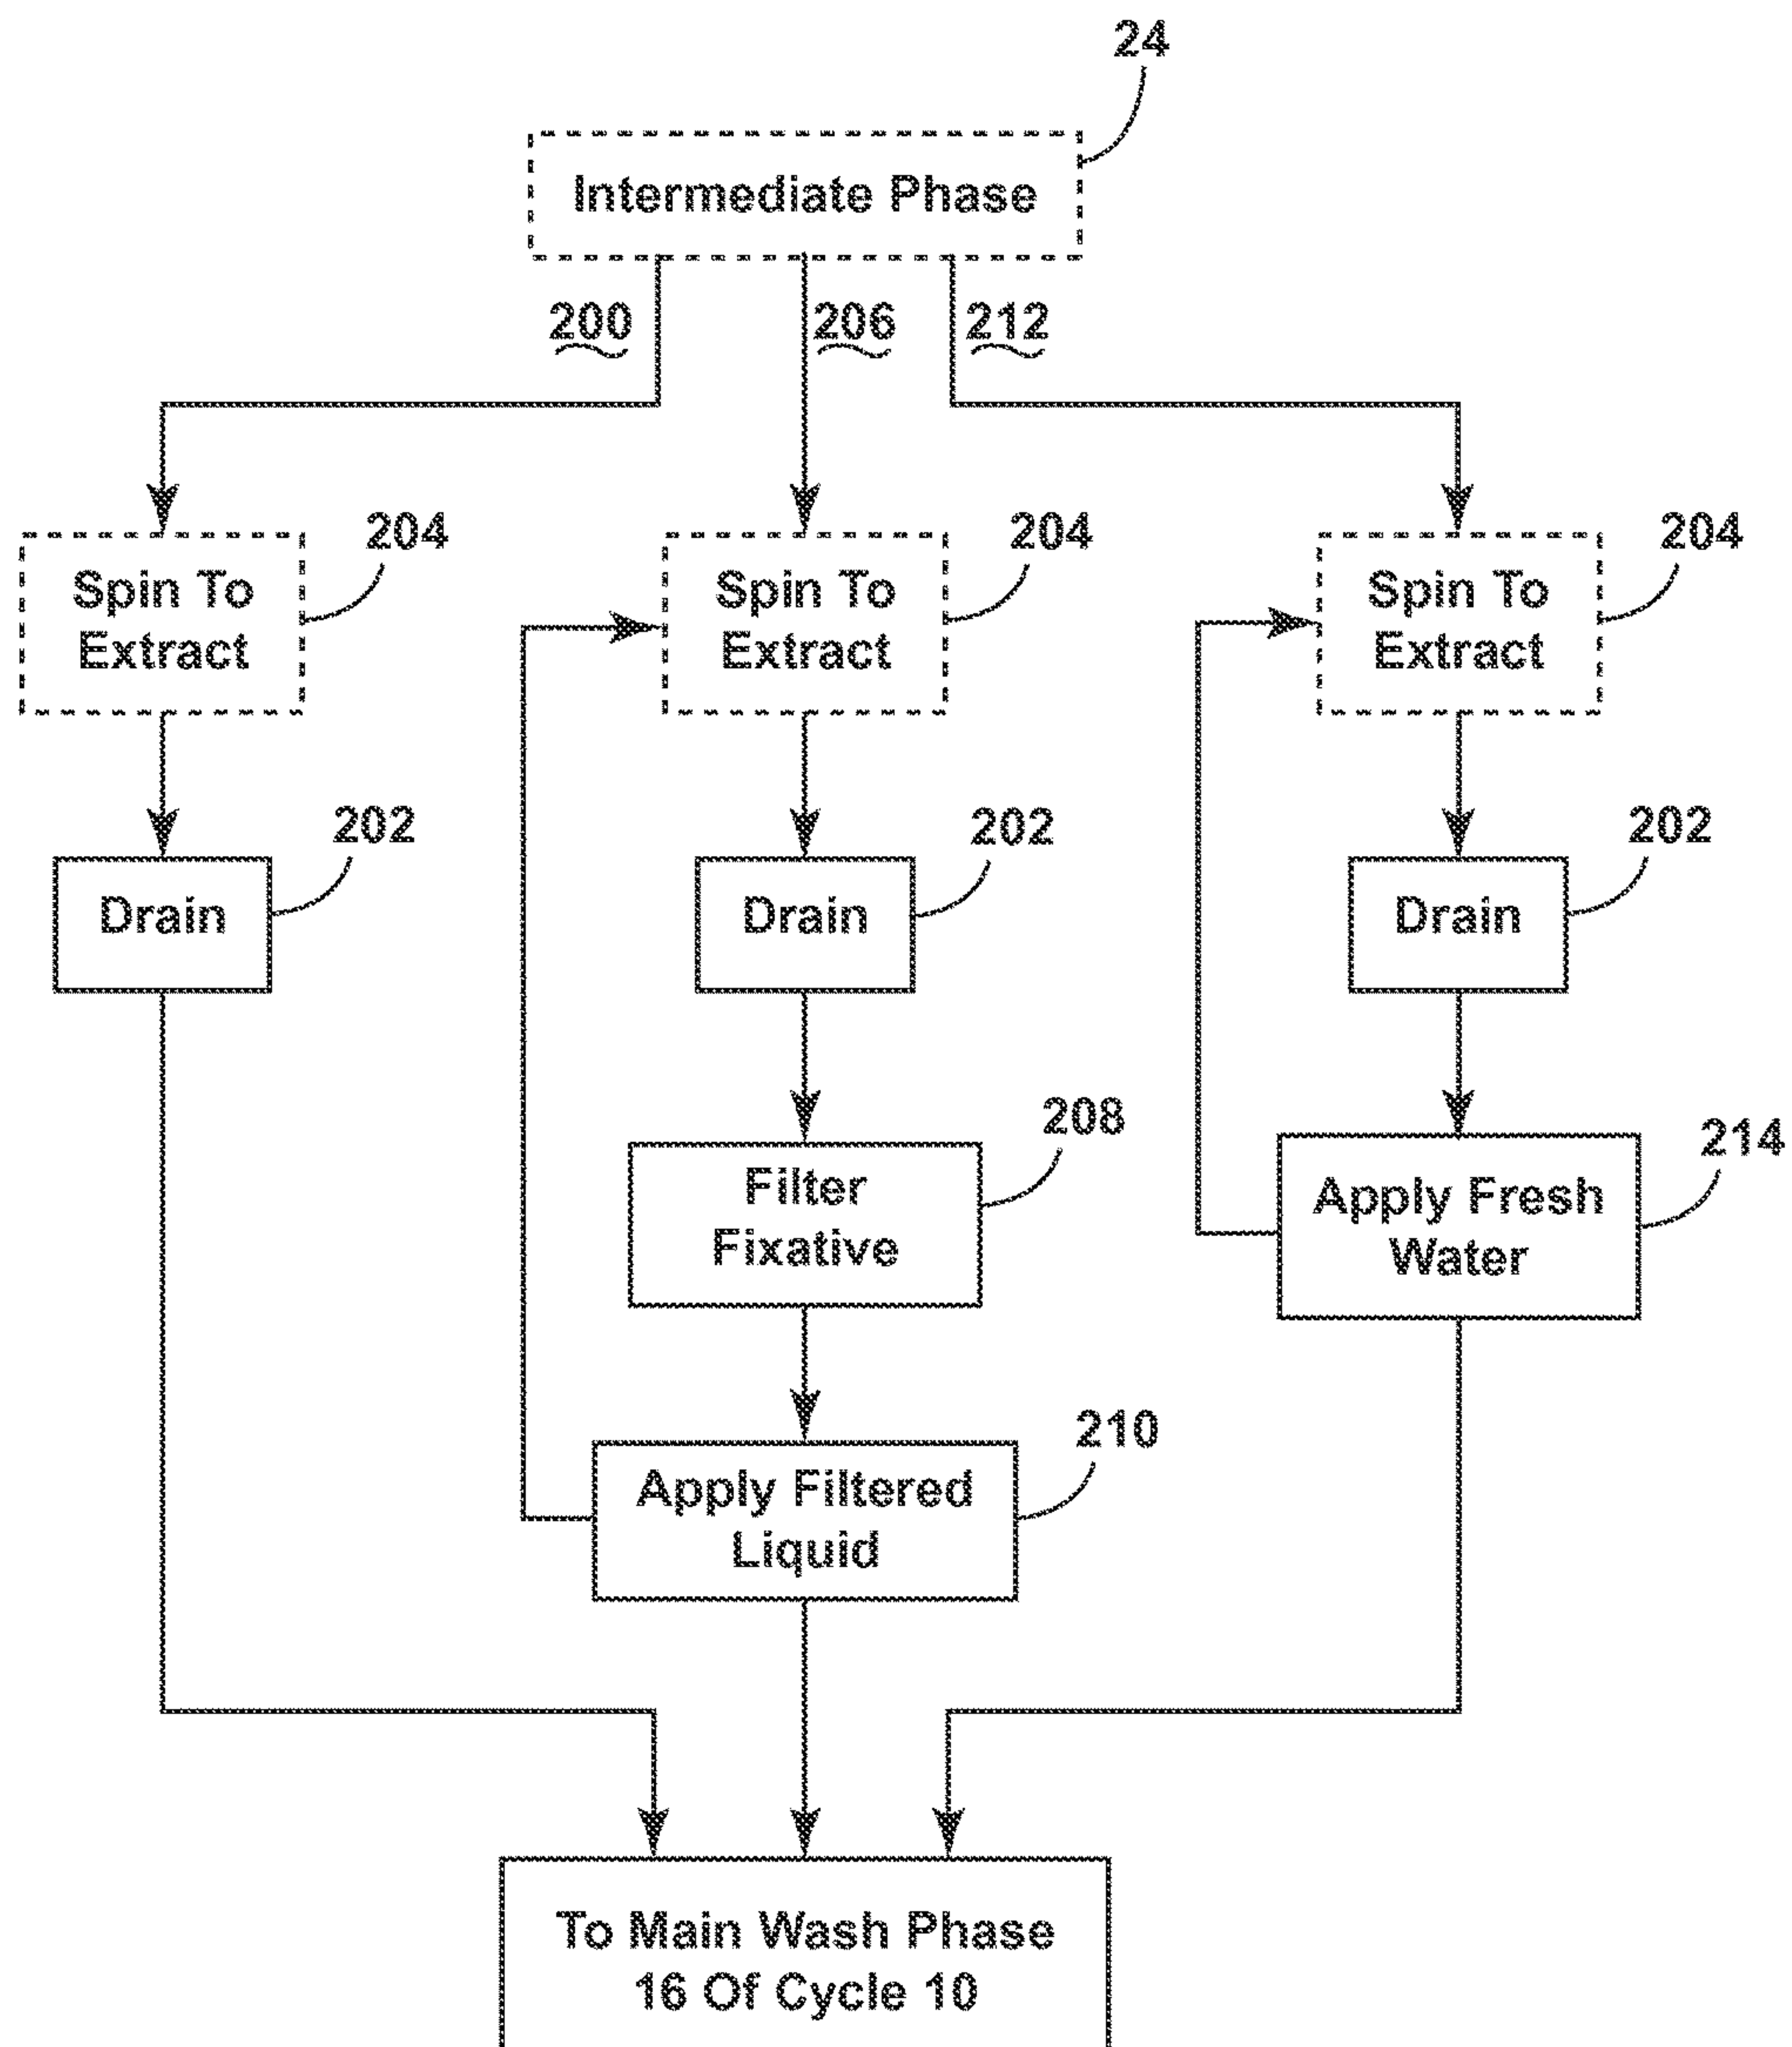 24
Intermediate Phase
200
206
212
204
Spin To
Extract
204
Spin To
Extract
204
Spin To
Extract
202
Drain
202
Drain
202
Drain
208
Filter
Fixative
214
Apply Fresh
Water
210
Apply Filtered
Liquid
To Main Wash Phase
16 Of Cycle 10